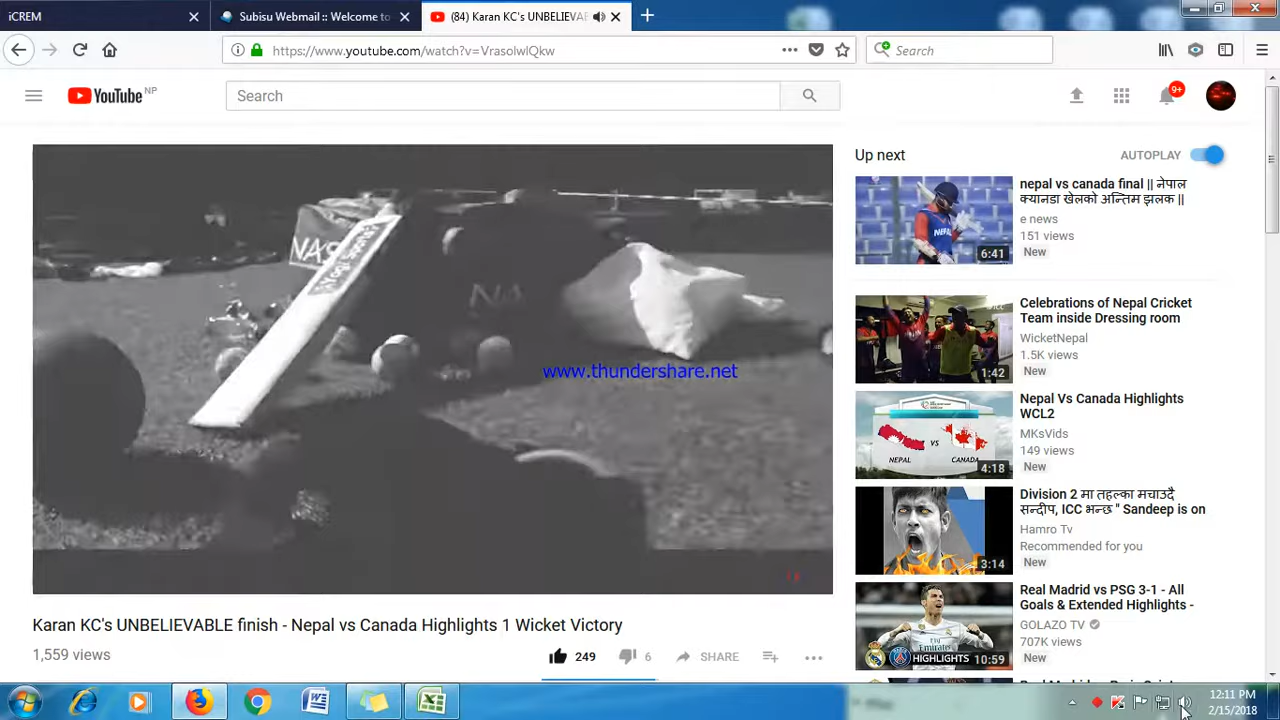 iCREM
Subisu Webmail :: Welcome to
(84) Karan KC's UNBELIEVAB
https://www.youtube.com/watch?v=VrasolwlQkw
Search
YouTube NP
Search
9+
Up next
AUTOPLAY
nepal vs canada final || नेपाल
क्यानडा खेलको अन्तिम झलक ||
e news
151 views
New
6:41
Celebrations of Nepal Cricket
Team inside Dressing room
WicketNepal
1.5K views
New
1:42
Nepal Vs Canada Highlights
WCL2
MKsVids
149 views
New
NEPAL
VS
CANADA
4:18
Division 2 मा तहल्का मचाउदै
सन्दीप, ICC भन्छ " Sandeep is on
Hamro Tv
Recommended for you
New
3:14
Real Madrid vs PSG 3-1 - All
Goals & Extended Highlights -
GOLAZO TV
707K views
New
HIGHLIGHTS
10:59
www.thundershare.net
Karan KC's UNBELIEVABLE finish - Nepal vs Canada Highlights 1 Wicket Victory
1,559 views
249
6
SHARE
12:11 PM
2/15/2018